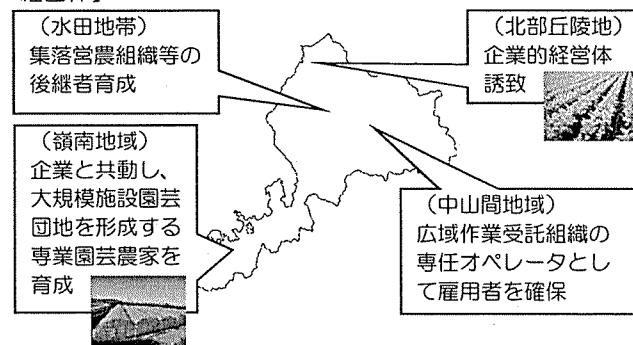 （水田地帯）
集落営農組織等の
後継者育成
（北部丘陵地）
企業的経営体
誘致
（嶺南地域）
企業と共動し、
大規模施設園芸
団地を形成する
専業園芸農家を
育成
（中山間地域）
広域作業受託組織の
専任オペレータとし
て雇用者を確保